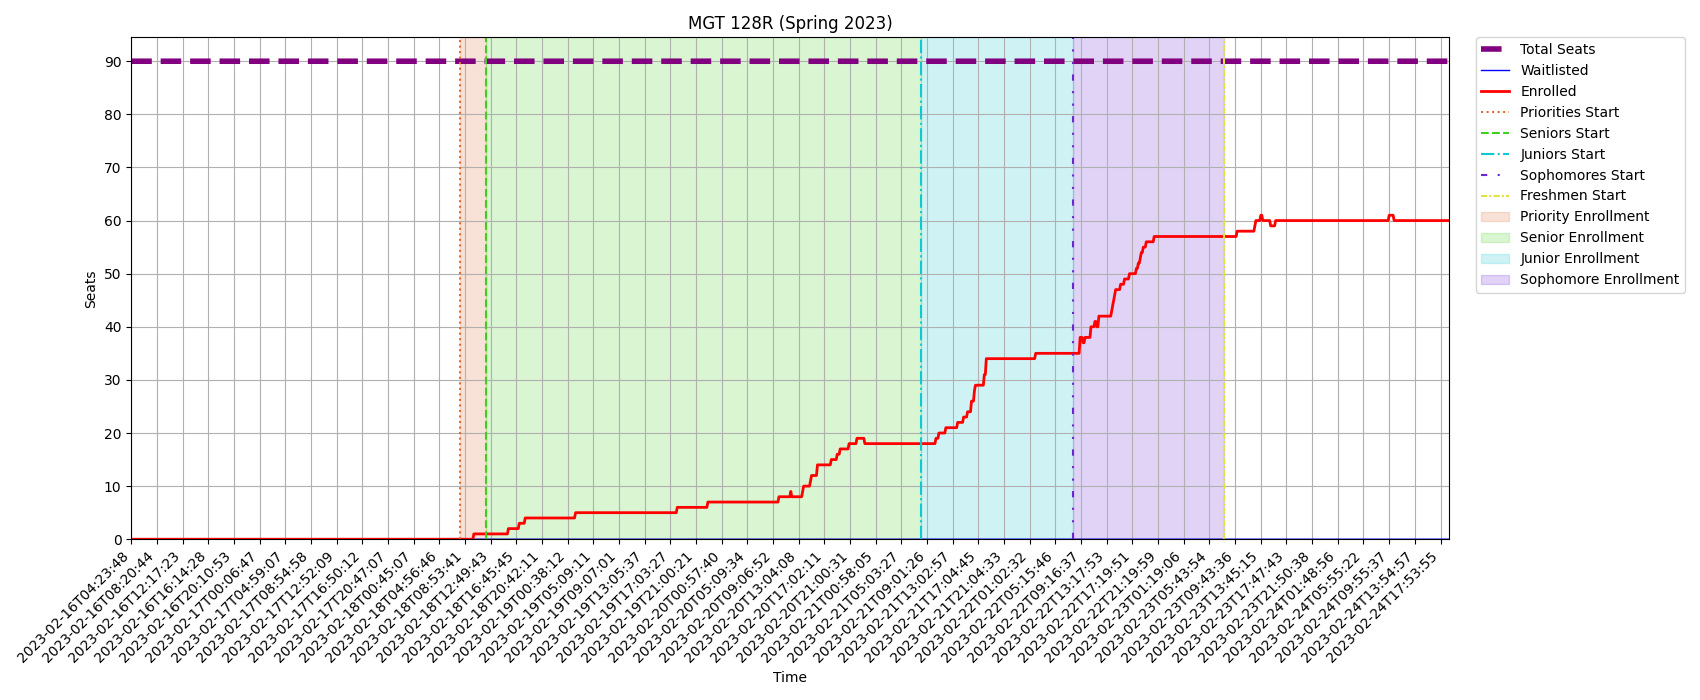 MGT 128R (Spring 2023)
Total Seats
Waitlisted
Enrolled
Priorities Start
Seniors Start
Juniors Start
Sophomores Start
Freshmen Start
Priority Enrollment
Senior Enrollment
Junior Enrollment
Sophomore Enrollment
Seats
90
80
70
60
50
40
30
20
10
0
2023-02-16T04:23:48
2023-02-16T08:20:44
2023-02-16T12:17:23
2023-02-16T16:14:28
2023-02-16T20:10:53
2023-02-17T00:06:47
2023-02-17T04:59:07
2023-02-17T08:54:58
2023-02-17T12:52:09
2023-02-17T16:50:12
2023-02-17T20:47:07
2023-02-18T00:45:07
2023-02-18T04:56:46
2023-02-18T08:53:41
2023-02-18T12:49:43
2023-02-18T16:45:45
2023-02-18T20:42:11
2023-02-19T00:38:12
2023-02-19T05:09:11
2023-02-19T09:07:01
2023-02-19T13:05:37
2023-02-19T17:03:27
2023-02-19T21:00:21
2023-02-20T00:57:40
2023-02-20T05:09:34
2023-02-20T09:06:52
2023-02-20T13:04:08
2023-02-20T17:02:11
2023-02-20T21:00:31
2023-02-21T00:58:05
2023-02-21T05:03:27
2023-02-21T09:01:26
2023-02-21T13:02:57
2023-02-21T17:04:45
2023-02-21T21:04:33
2023-02-22T01:02:32
2023-02-22T05:15:46
2023-02-22T09:16:37
2023-02-22T13:17:53
2023-02-22T17:19:51
2023-02-22T21:19:59
2023-02-23T01:19:06
2023-02-23T05:43:54
2023-02-23T09:43:36
2023-02-23T13:45:15
2023-02-23T17:47:43
2023-02-23T21:50:38
2023-02-24T01:48:56
2023-02-24T05:55:22
2023-02-24T09:55:37
2023-02-24T13:54:57
2023-02-24T17:53:55
Time